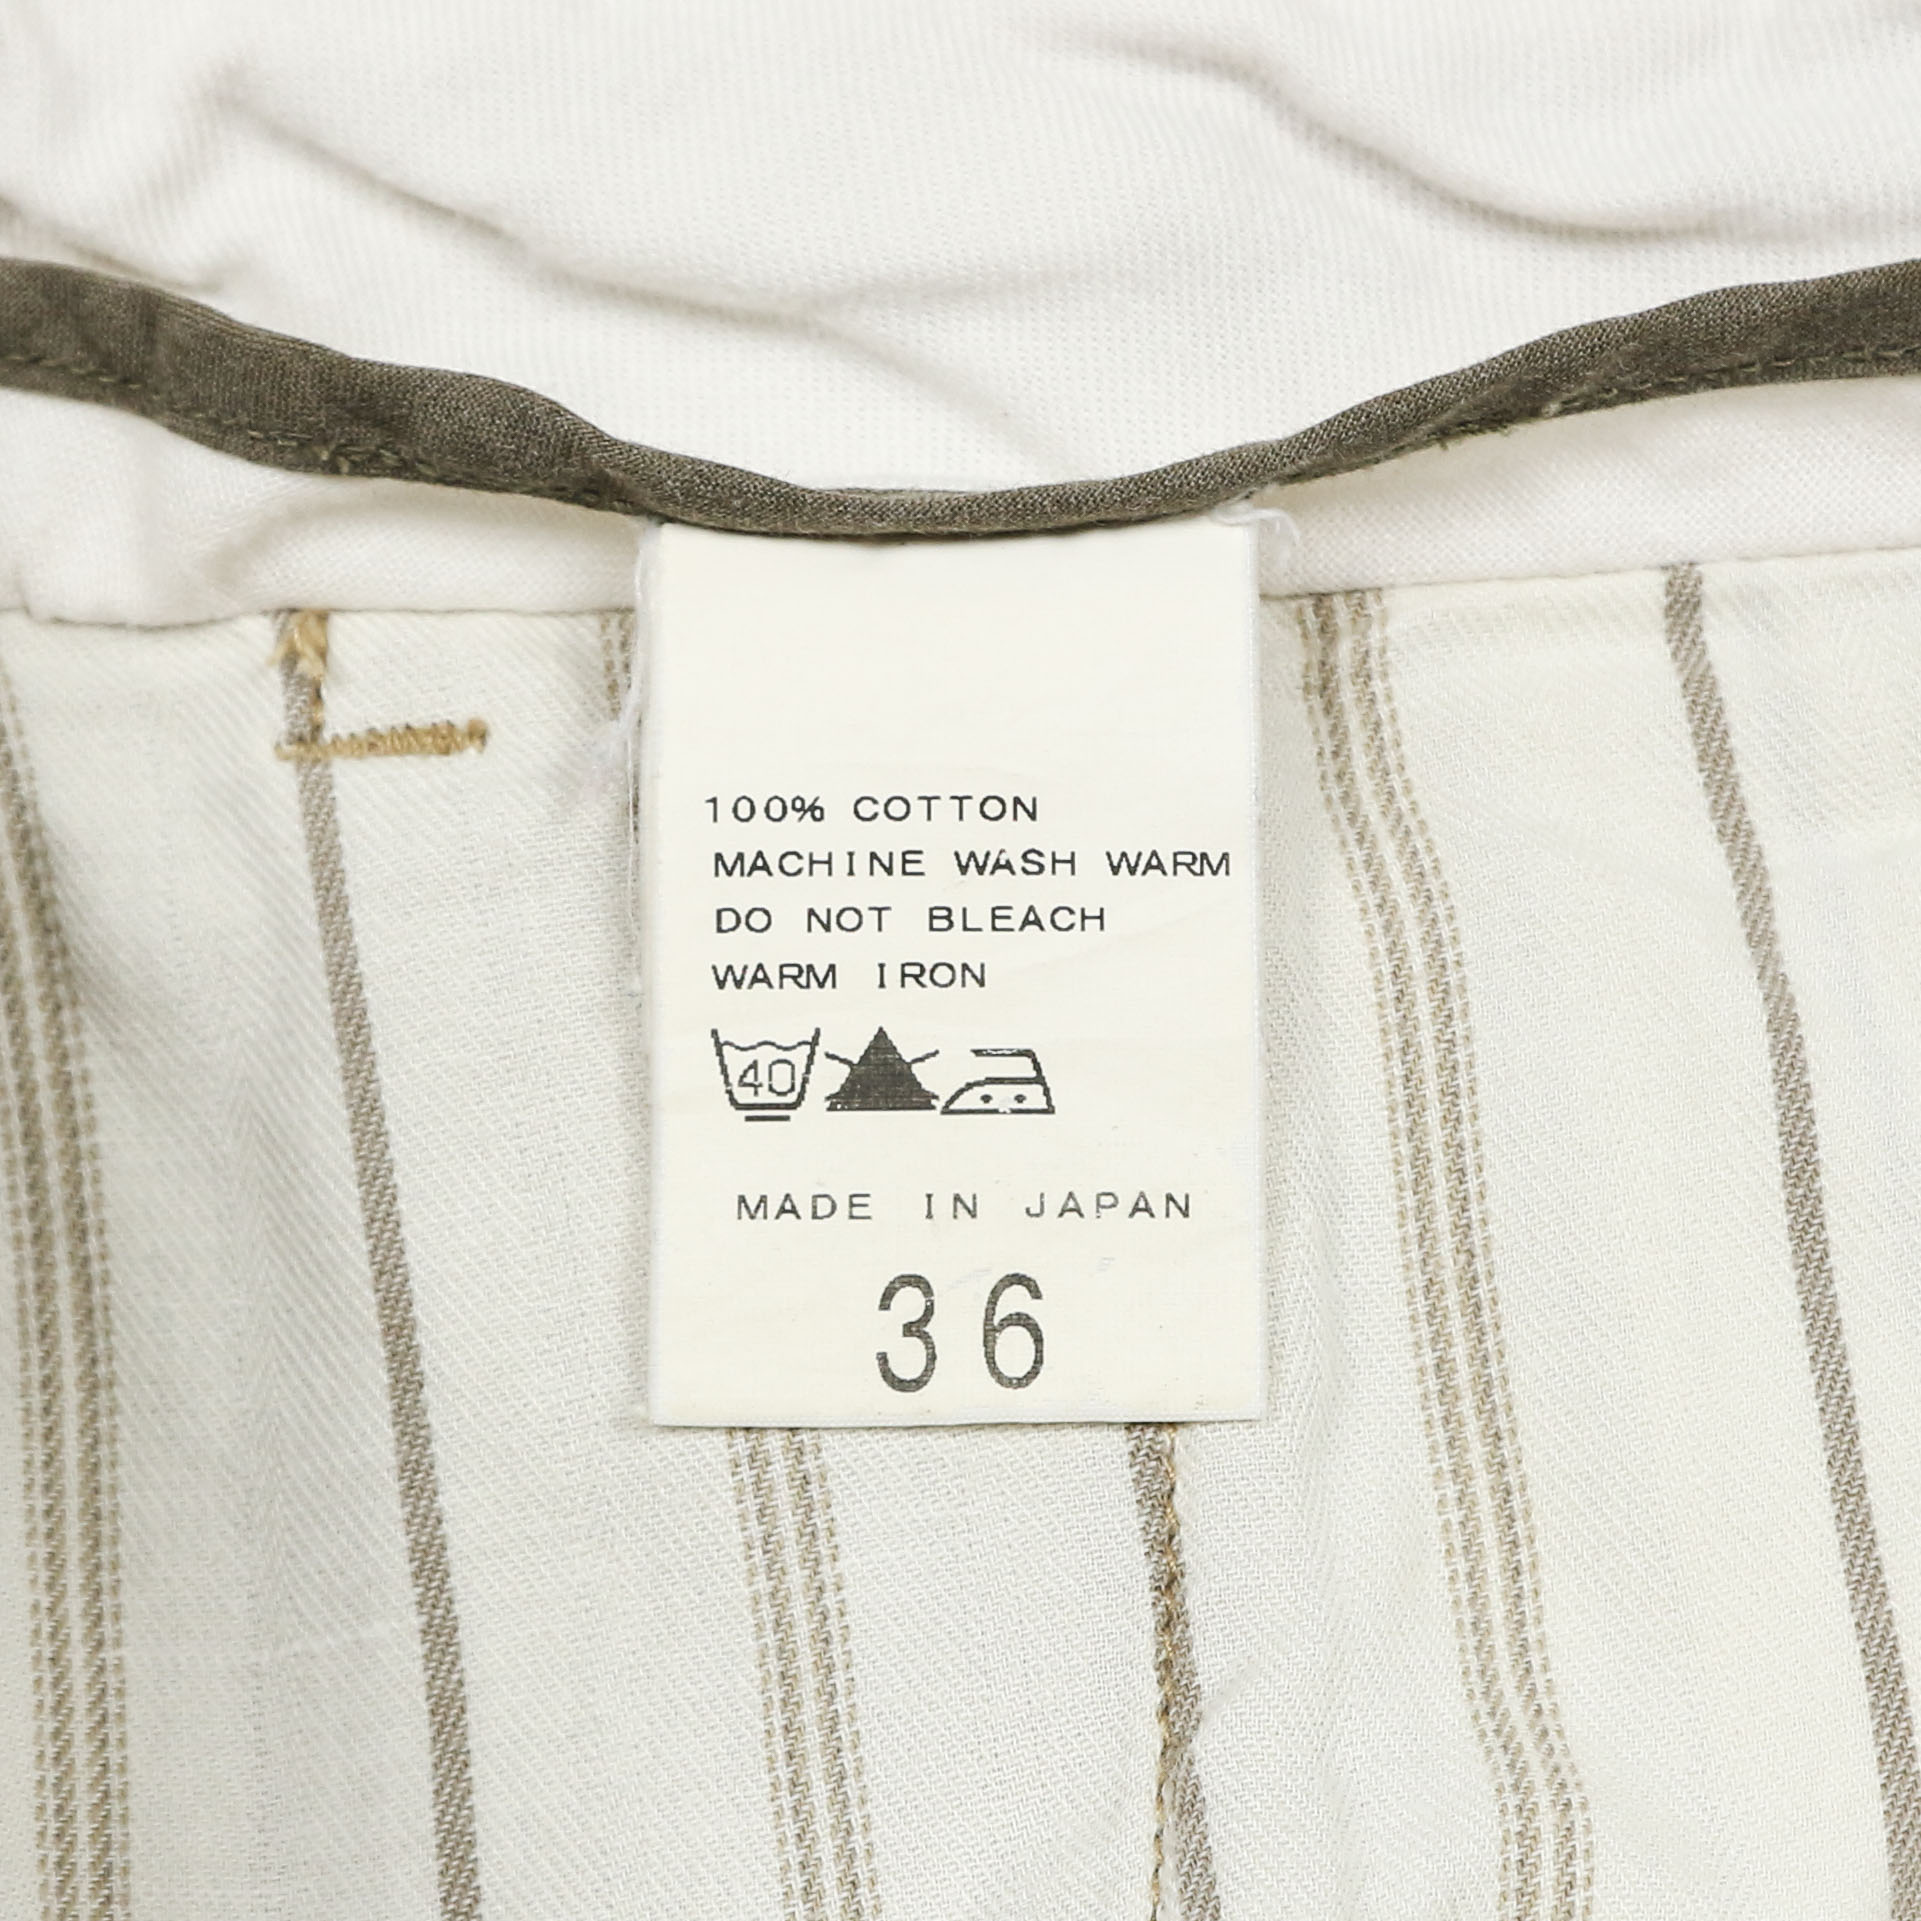 100% COTTON
MACHINE WASH WARM
DO NOT BLEACH
WARM IRON
40
MADE IN JAPAN
36